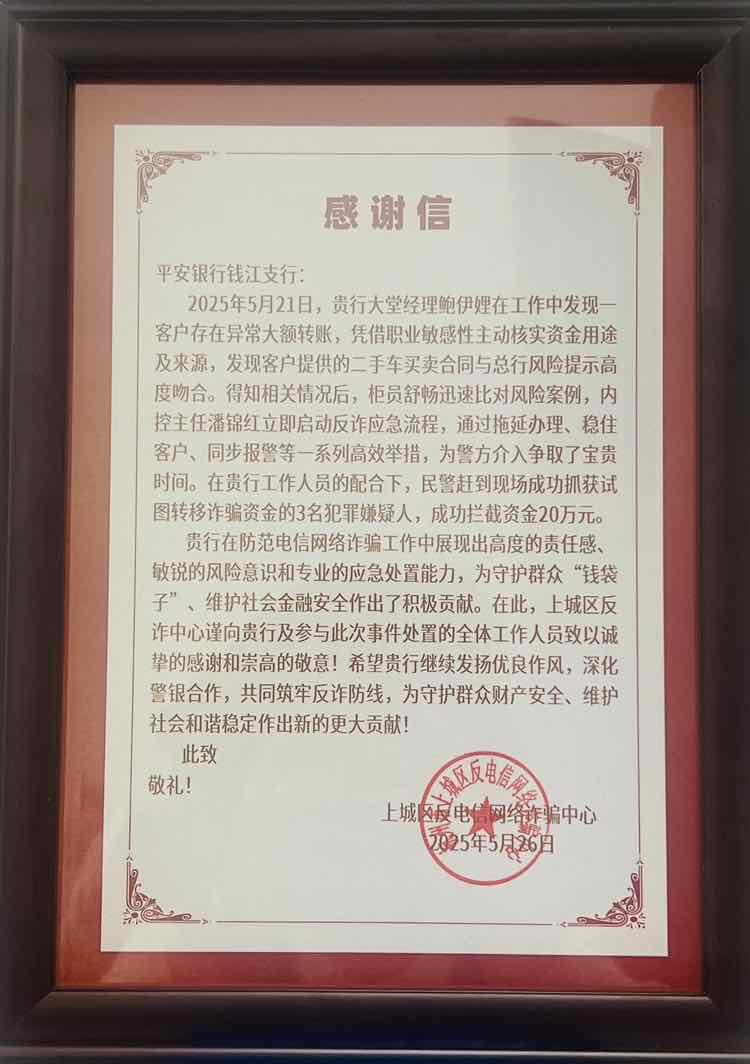 感谢信
平安银行钱江支行：
2025年5月21日，贵行大堂经理鲍伊娌在工作中发现一
客户存在异常大额转账，凭借职业敏感性主动核实资金用途
及来源，发现客户提供的二手车买卖合同与总行风险提示高
度吻合。得知相关情况后，柜员舒畅迅速比对风险案例，内
控主任潘锦红立即启动反诈应急流程，通过拖延办理、稳住
客户、同步报警等一系列高效举措，为警方介入争取了宝贵
时间。在贵行工作人员的配合下，民警赶到现场成功抓获试
图转移诈骗资金的3名犯罪嫌疑人，成功拦截资金20万元。
贵行在防范电信网络诈骗工作中展现出高度的责任感、
敏锐的风险意识和专业的应急处置能力，为守护群众“钱袋
子”、维护社会金融安全作出了积极贡献。在此，上城区反
诈中心谨向贵行及参与此次事件处置的全体工作人员致以诚
挚的感谢和崇高的敬意！希望贵行继续发扬优良作风，深化
警银合作，共同筑牢反诈防线，为守护群众财产安全、维护
社会和谐稳定作出新的更大贡献！
此致
敬礼！
上城区反电信网络诈骗中心
2025年5月26日
上城区反电信网络